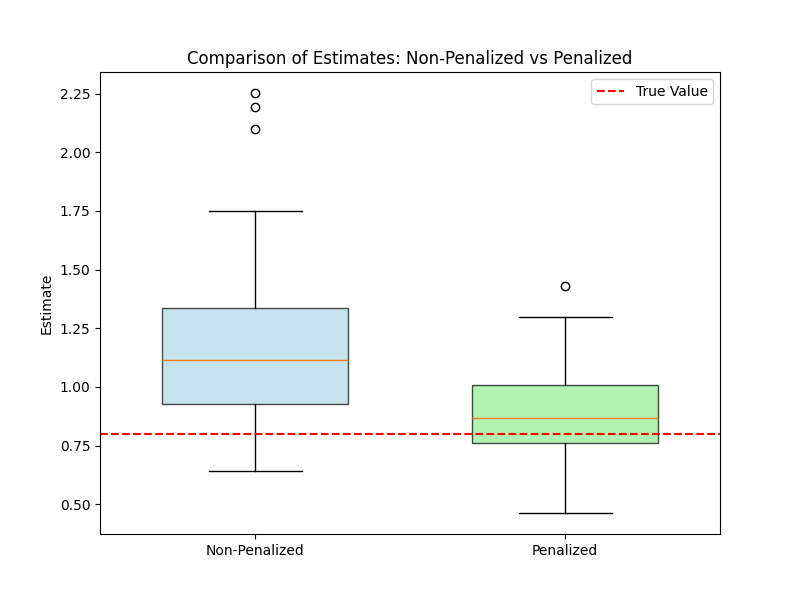 Comparison of Estimates: Non-Penalized vs Penalized
True Value
2.25
2.00
1.75
1.50
1.25
1.00
0.75
0.50
Estimate
Non-Penalized
Penalized